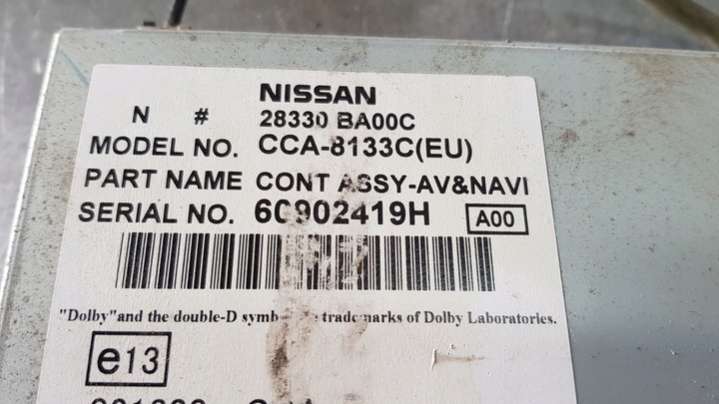 NISSAN
N # 28330 BA00C
MODEL NO. CCA-8133C(EU)
PART NAME CONT ASSY-AV&NAVI
SERIAL NO. A00
"Dolby"and the double-D trademarks of Dolby Laboratories.
e13